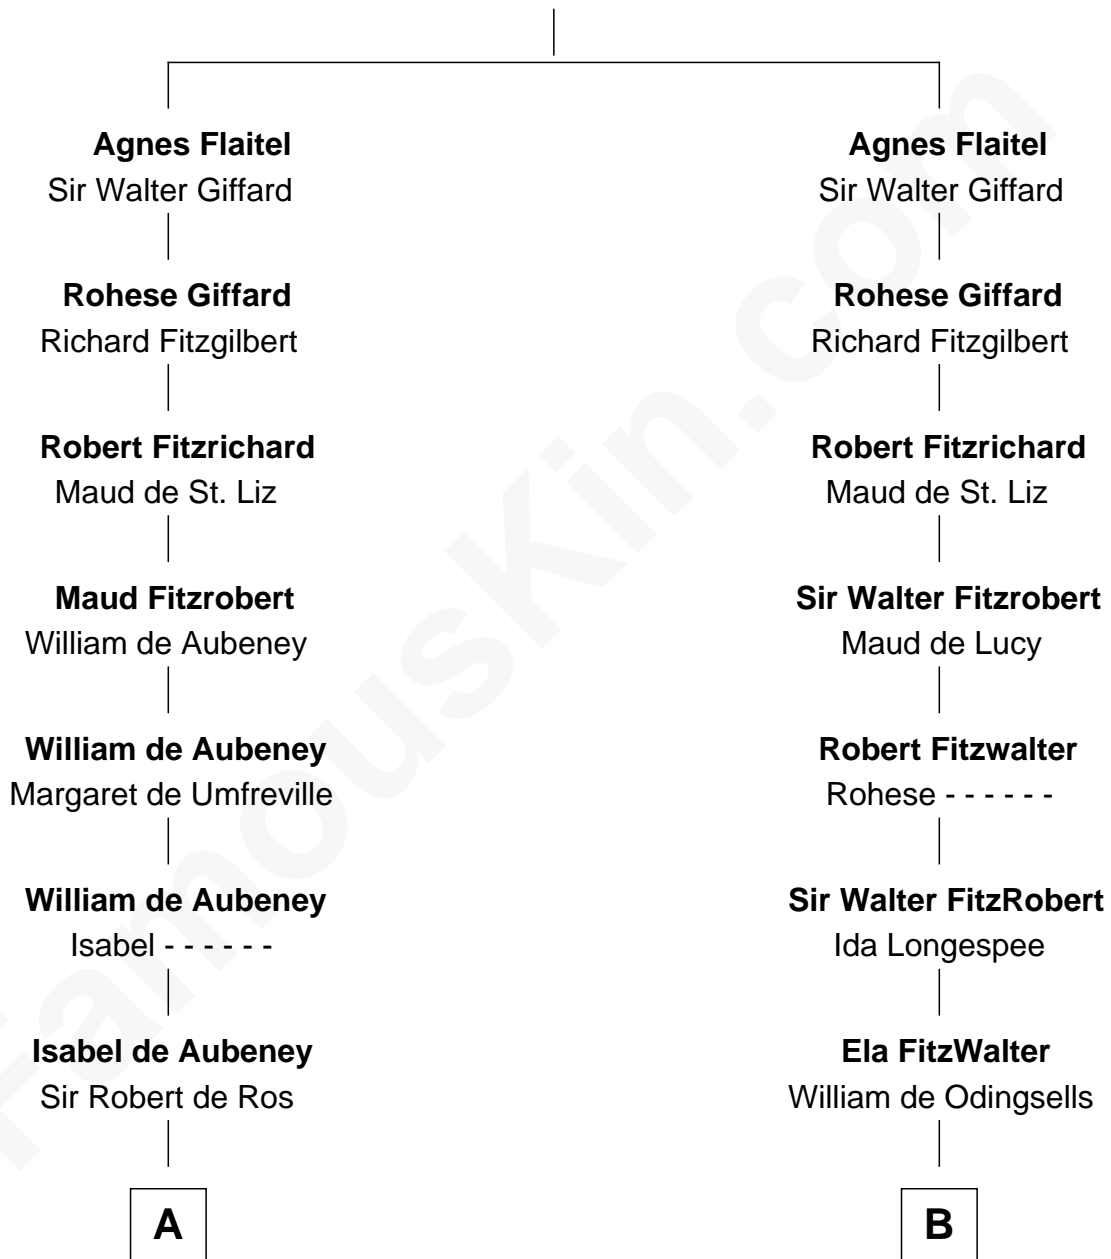 Agnes Flaitel
Sir Walter Giffard
Rohese Giffard
Richard Fitzgilbert
Robert Fitzrichard
Maud de St. Liz
Maud Fitzrobert
William de Aubeney
William de Aubeney
Margaret de Umfreville
William de Aubeney
Isabel - - - - - -
Isabel de Aubeney
Sir Robert de Ros
A
Agnes Flaitel
Sir Walter Giffard
Rohese Giffard
Richard Fitzgilbert
Robert Fitzrichard
Maud de St. Liz
Sir Walter Fitzrobert
Maud de Lucy
Robert Fitzwalter
Rohese - - - - - -
Sir Walter FitzRobert
Ida Longespee
Ela FitzWalter
William de Odingsells
B
FamousKin.com